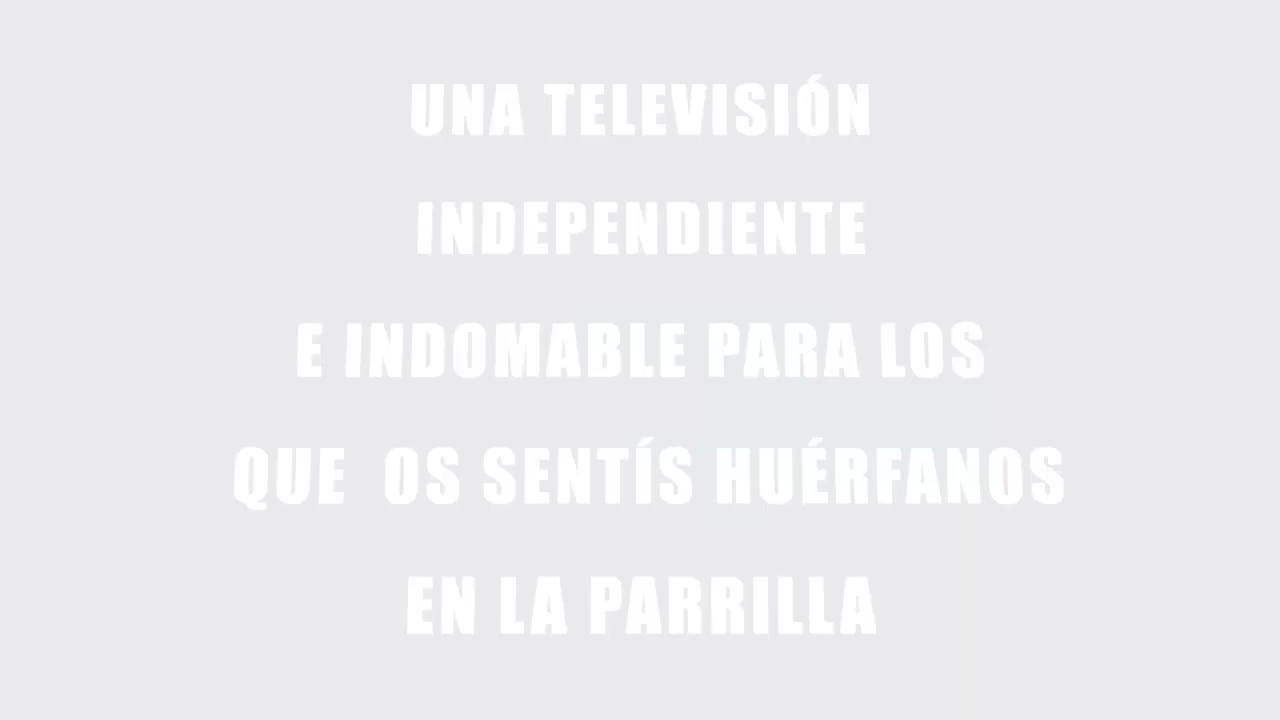 UNA TELEVISIÓN
INDEPENDIENTE
E INDOMABLE PARA LOS
QUE  OS SENTÍS HUÉRFANOS
EN LA PARRILLA